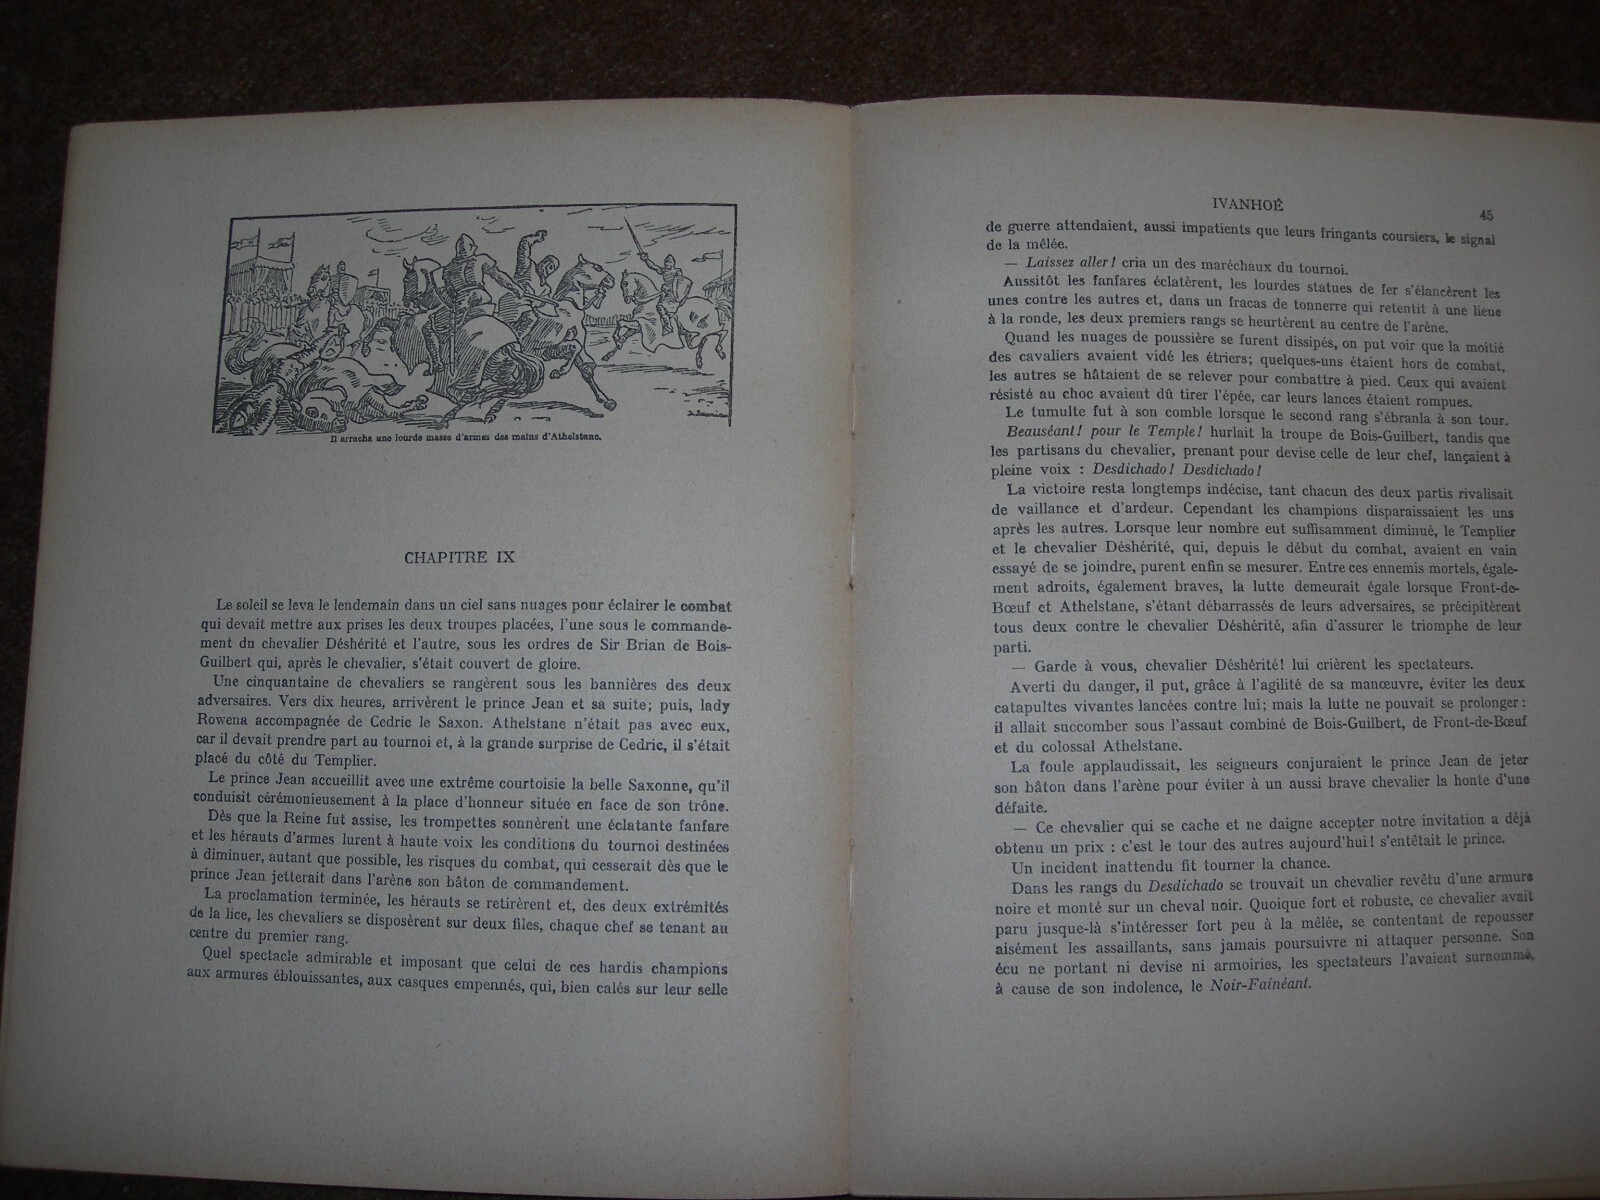 Il arracha une lourde masse d'armes des mains d'Athelstane.
CHAPITRE IX
Le soleil se leva le lendemain dans un ciel sans nuages pour éclairer le combat
qui devait mettre aux prises les deux troupes placées, l'une sous le commande-
ment du chevalier Déshérité et l'autre, sous les ordres de Sir Brian de Bois-
Guilbert qui, après le chevalier, s'était couvert de gloire.
Une cinquantaine de chevaliers se rangèrent sous les bannières des deux
adversaires. Vers dix heures, arrivèrent le prince Jean et sa suite; puis, lady
Rowena accompagnée de Cedric le Saxon. Athelstane n'était pas avec eux,
car il devait prendre part au tournoi et, à la grande surprise de Cedric, il s'était
placé du côté du Templier.
Le prince Jean accueillit avec une extrême courtoisie la belle Saxonne, qu'il
conduisit cérémonieusement à la place d'honneur située en face de son trône.
Dès que la Reine fut assise, les trompettes sonnèrent une éclatante fanfare
et les hérauts d'armes lurent à haute voix les conditions du tournoi destinées
à diminuer, autant que possible, les risques du combat, qui cesserait dès que le
prince Jean jetterait dans l'arène son bâton de commandement.
La proclamation terminée, les hérauts se retirèrent et, des deux extrémités
de la lice, les chevaliers se disposèrent sur deux files, chaque chef se tenant au
centre du premier rang.
Quel spectacle admirable et imposant que celui de ces hardis champions
aux armures éblouissantes, aux casques empennés, qui, bien calés sur leur selle
IVANHOÉ
45
de guerre attendaient, aussi impatients que leurs fringants coursiers, le signal
de la mêlée.
— Laissez aller! cria un des maréchaux du tournoi.
Aussitôt les fanfares éclatèrent, les lourdes statues de fer s'élancèrent les
unes contre les autres et, dans un fracas de tonnerre qui retentit à une lieue
à la ronde, les deux premiers rangs se heurtèrent au centre de l'arène.
Quand les nuages de poussière se furent dissipés, on put voir que la moitié
des cavaliers avaient vidé les étriers; quelques-uns étaient hors de combat,
les autres se hâtaient de se relever pour combattre à pied. Ceux qui avaient
résisté au choc avaient dû tirer l'épée, car leurs lances étaient rompues.
Le tumulte fut à son comble lorsque le second rang s'ébranla à son tour.
Beauséant! pour le Temple! hurlait la troupe de Bois-Guilbert, tandis que
les partisans du chevalier, prenant pour devise celle de leur chef, lançaient à
pleine voix : Desdichado! Desdichado!
La victoire resta longtemps indécise, tant chacun des deux partis rivalisait
de vaillance et d'ardeur. Cependant les champions disparaissaient les uns
après les autres. Lorsque leur nombre eut suffisamment diminué, le Templier
et le chevalier Déshérité, qui, depuis le début du combat, avaient en vain
essayé de se joindre, purent enfin se mesurer. Entre ces ennemis mortels, égale-
ment adroits, également braves, la lutte demeurait égale lorsque Front-de-
Bœuf et Athelstane, s'étant débarrassés de leurs adversaires, se précipitèrent
tous deux contre le chevalier Déshérité, afin d'assurer le triomphe de leur
parti.
— Garde à vous, chevalier Déshérité! lui crièrent les spectateurs.
Averti du danger, il put, grâce à l'agilité de sa manœuvre, éviter les deux
catapultes vivantes lancées contre lui; mais la lutte ne pouvait se prolonger :
il allait succomber sous l'assaut combiné de Bois-Guilbert, de Front-de-Bœuf
et du colossal Athelstane.
La foule applaudissait, les seigneurs conjuraient le prince Jean de jeter
son bâton dans l'arène pour éviter à un aussi brave chevalier la honte d'une
défaite.
— Ce chevalier qui se cache et ne daigne accepter notre invitation a déjà
obtenu un prix : c'est le tour des autres aujourd'hui! s'entêtait le prince.
Un incident inattendu fit tourner la chance.
Dans les rangs du Desdichado se trouvait un chevalier revêtu d'une armure
noire et monté sur un cheval noir. Quoique fort et robuste, ce chevalier avait
paru jusque-là s'intéresser fort peu à la mêlée, se contentant de repousser
aisément les assaillants, sans jamais poursuivre ni attaquer personne. Son
écu ne portant ni devise ni armoiries, les spectateurs l'avaient surnommé,
à cause de son indolence, le Noir-Fainéant.